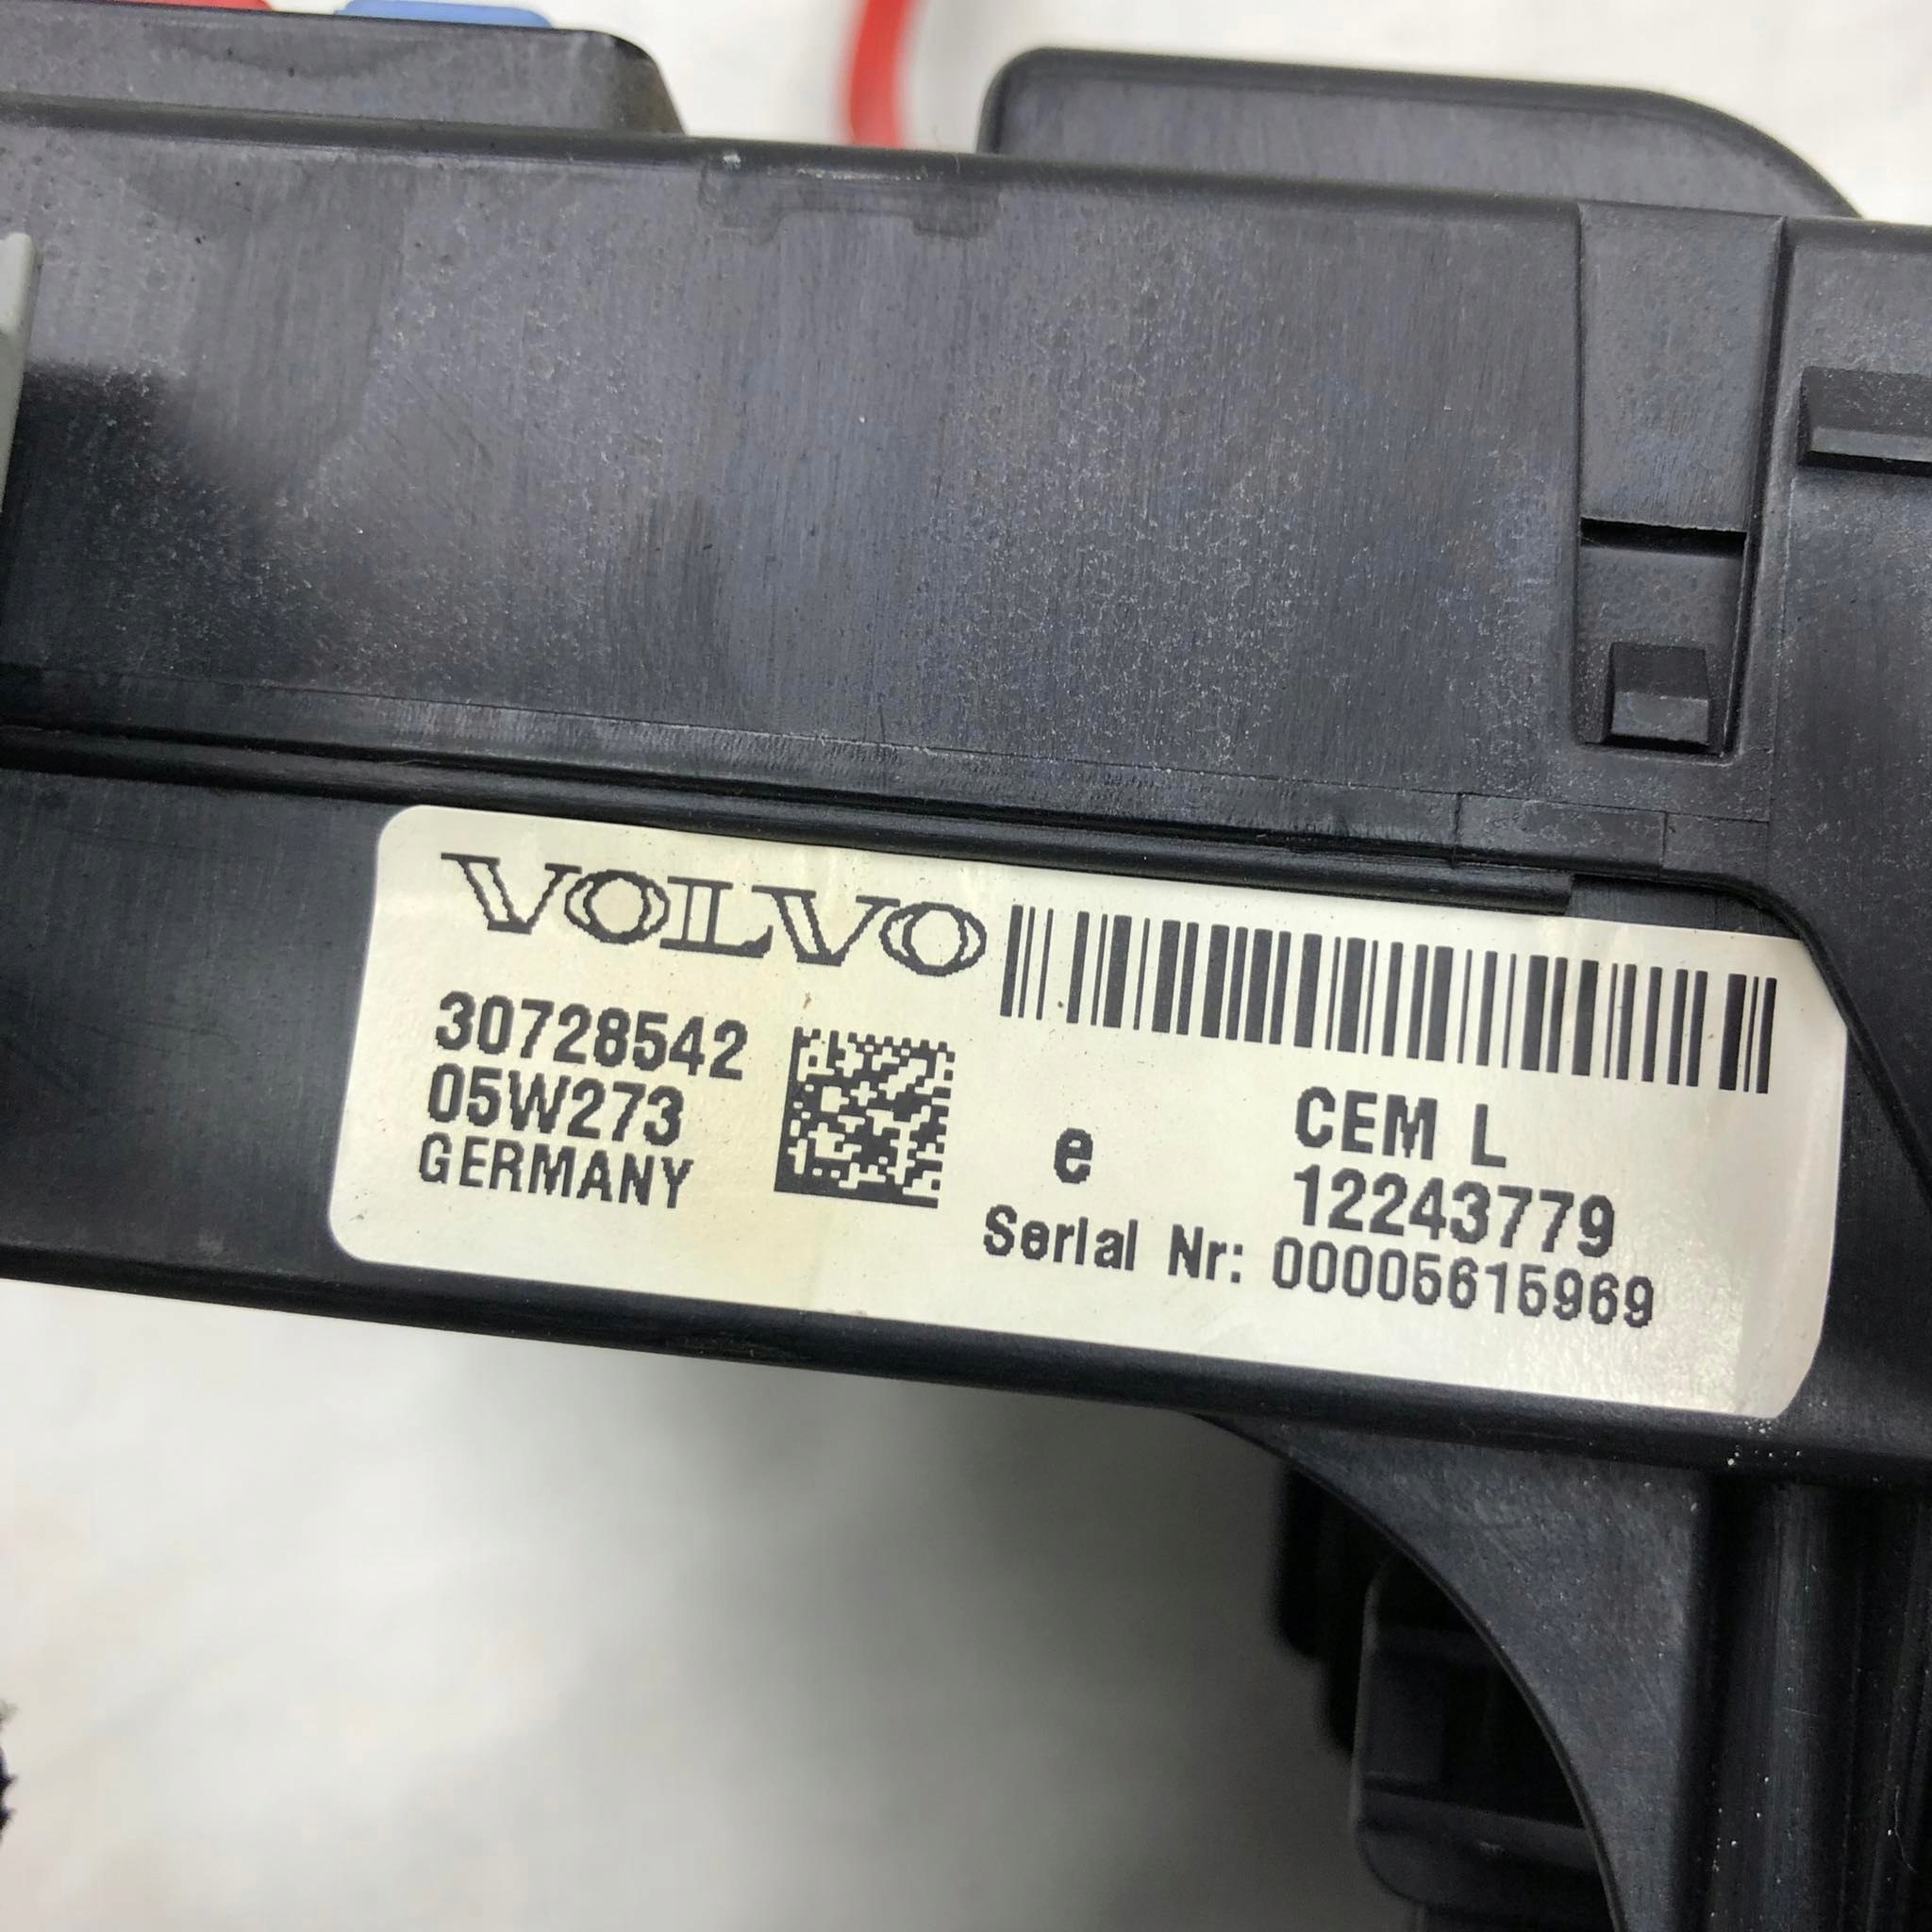 VOLVO
30728542
05W273
GERMANY
e
CEM L
12243779
Serial Nr: 00005615969